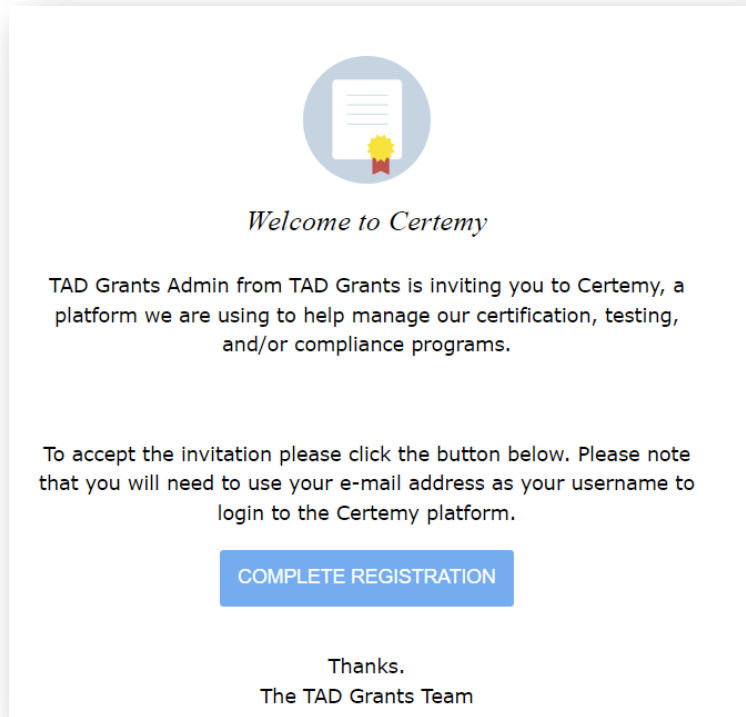 Welcome to Certemy
TAD Grants Admin from TAD Grants is inviting you to Certemy, a
platform we are using to help manage our certification, testing,
and/or compliance programs.
To accept the invitation please click the button below. Please note
that you will need to use your e-mail address as your username to
login to the Certemy platform.
COMPLETE REGISTRATION
Thanks.
The TAD Grants Team